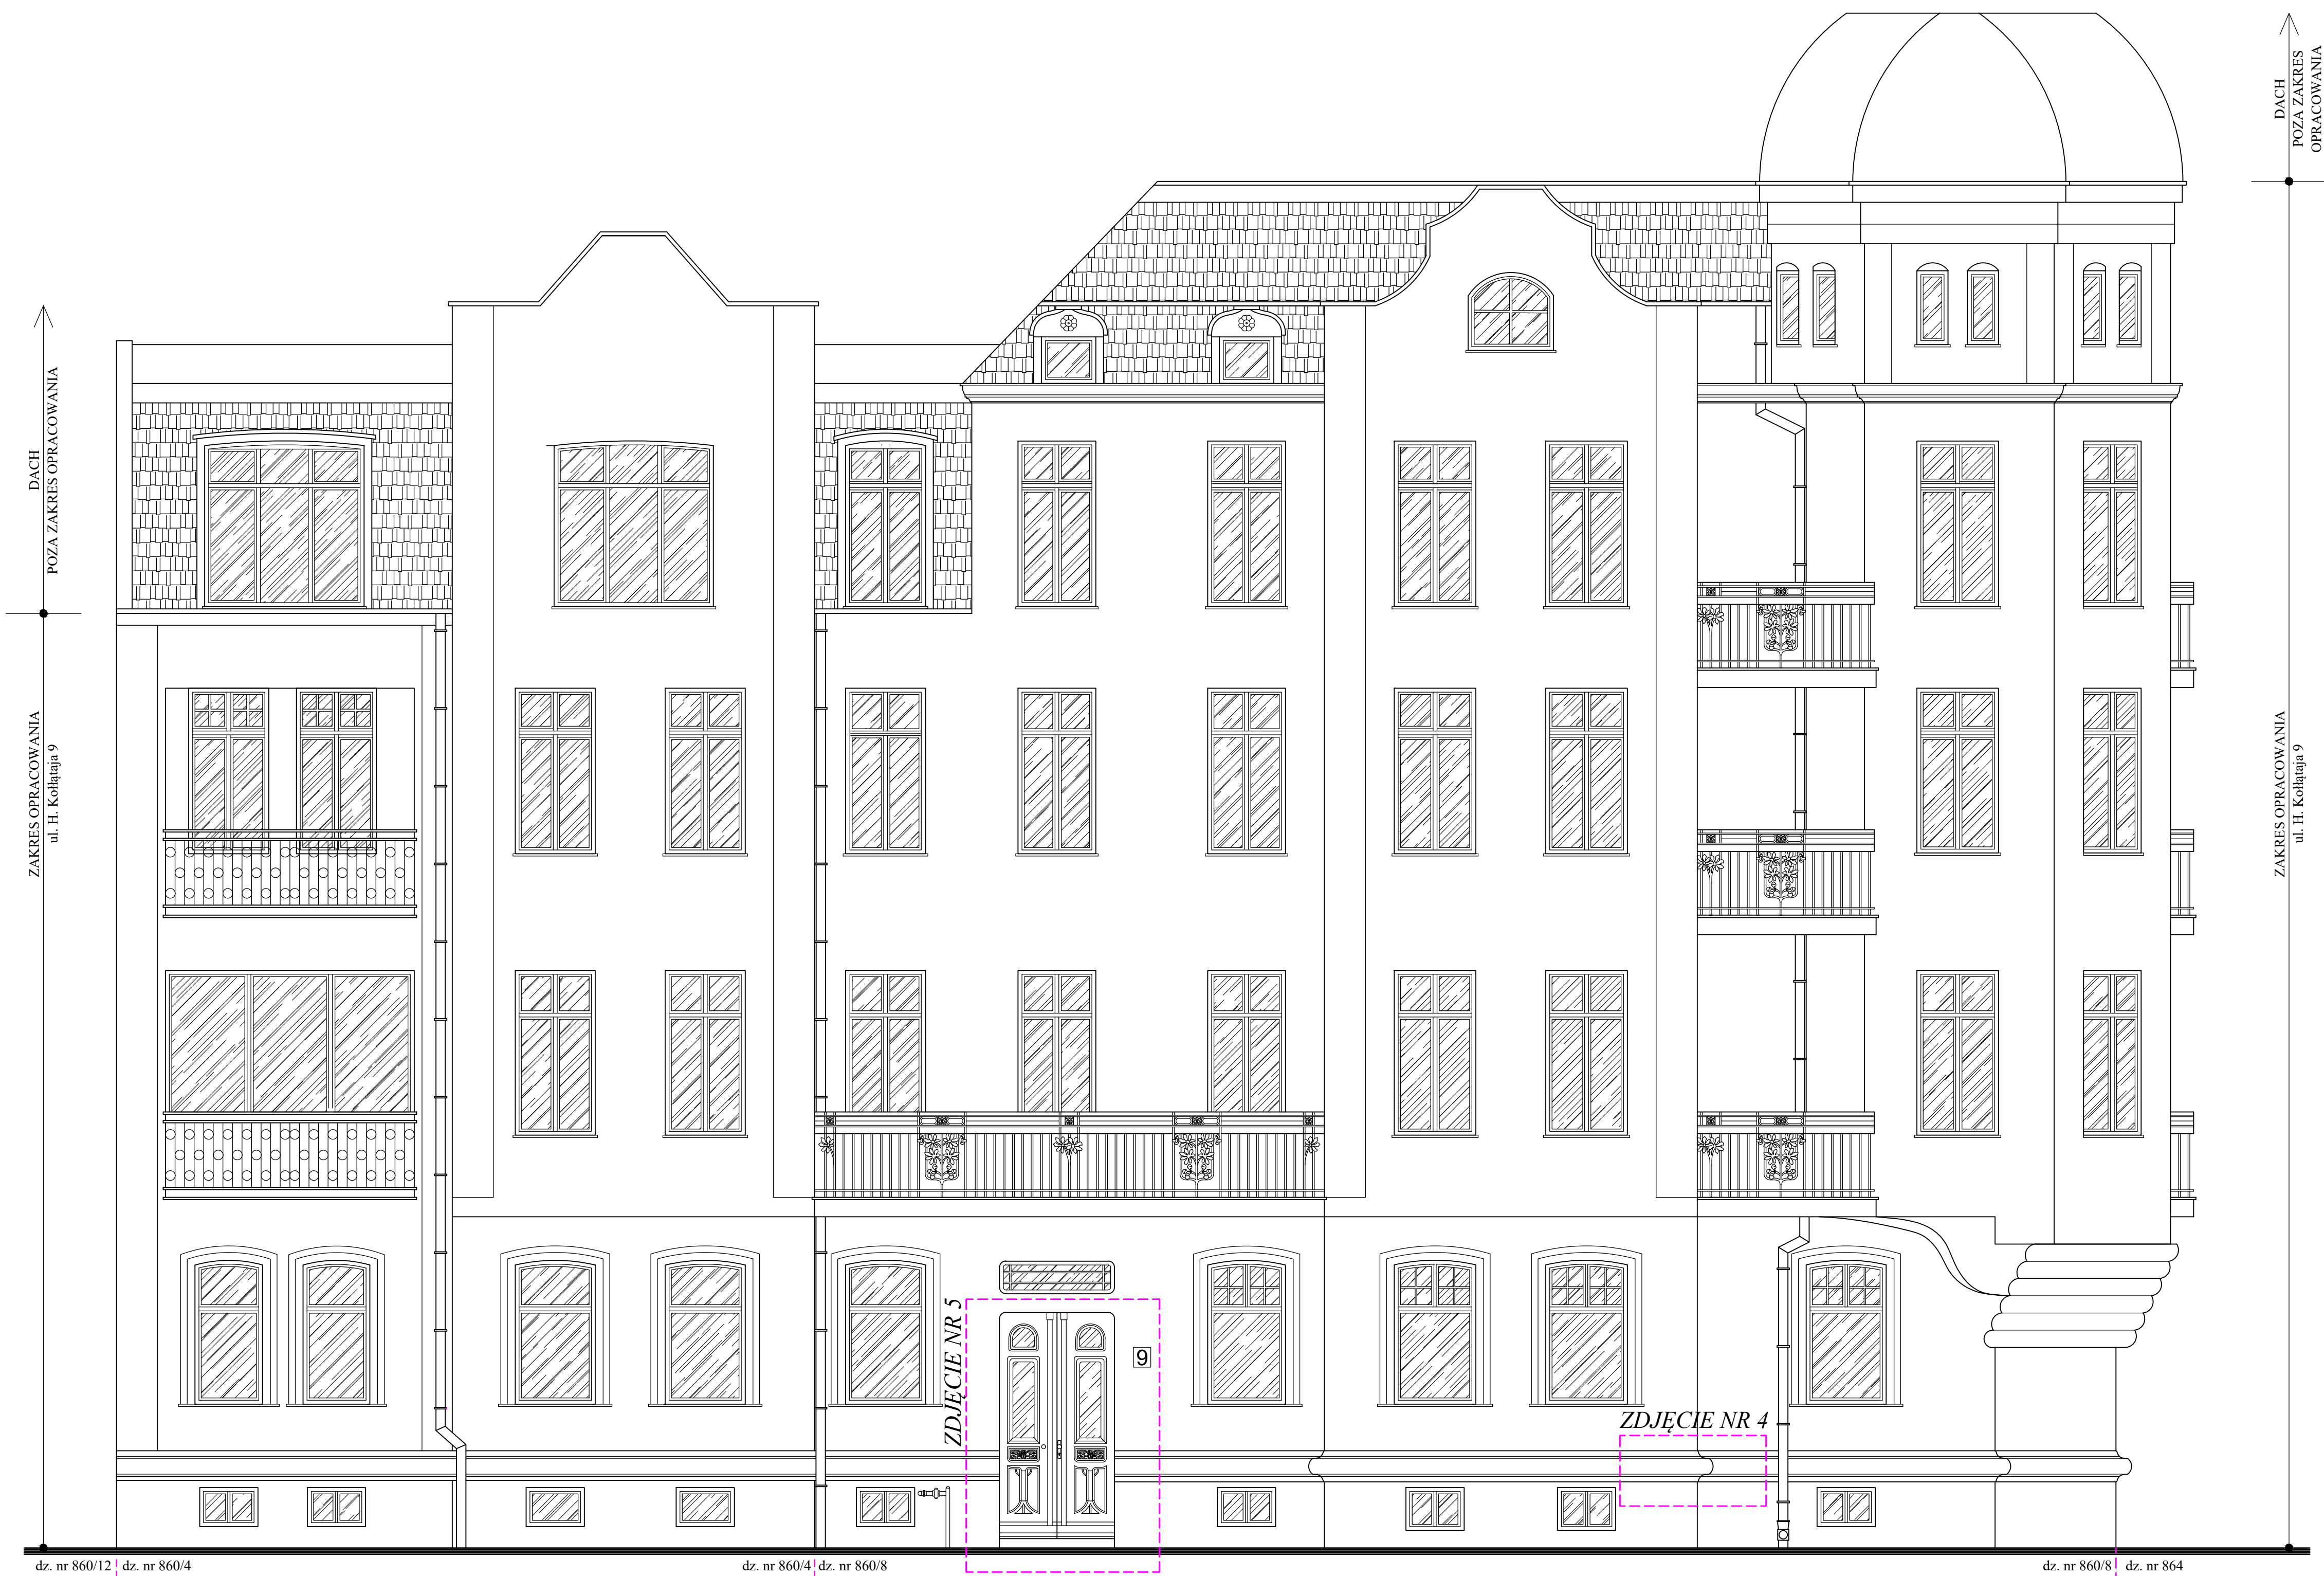 DACH
POZA ZAKRES
OPRACOWANIA
DACH
POZA ZAKRES OPRACOWANIA
ZAKRES OPRACOWANIA
ul. H. Kołłątaja 9
ZAKRES OPRACOWANIA
ul. H. Kołłątaja 9
ZDJĘCIE NR 5
9
ZDJĘCIE NR 4
dz. nr 860/12 dz. nr 860/4
dz. nr 860/4 dz. nr 860/8
dz. nr 860/8 dz. nr 864